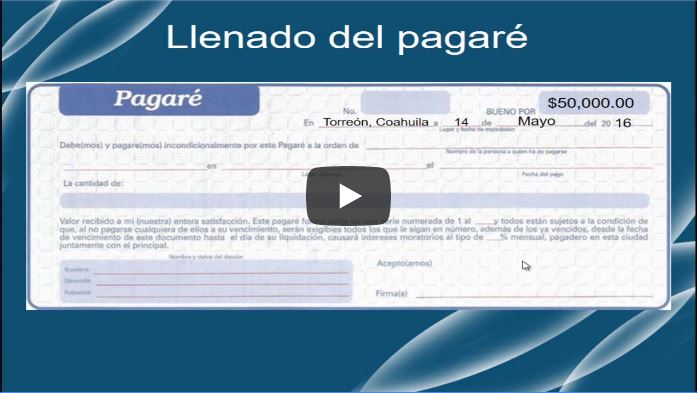 Llenado del pagaré
Pagaré
No. BUENO POR $50,000.00
En Torreón, Coahuila a 14 de Mayo del 20 16
Lugar y fecha de expedición
Debe(mos) y pagare(mos) incondicionalmente por este Pagaré a la orden de
Nombre de la persona a quien ha de pagarse
en el
Lugar del pago Fecha del pago
La cantidad de:
Valor recibido a mi (nuestra) entera satisfacción. Este pagaré forma parte de una serie numerada de 1 al y todos están sujetos a la condición de
que, al no pagarse cualquiera de ellos a su vencimiento, serán exigibles todos los que le sigan en número, además de los ya vencidos, desde la fecha
de vencimiento de este documento hasta el día de su liquidación, causará intereses moratorios al tipo de % mensual, pagadero en esta ciudad
juntamente con el principal.
Nombre y datos del deudor
Nombre
Dirección
Población
Acepto(amos)
Firma(s)